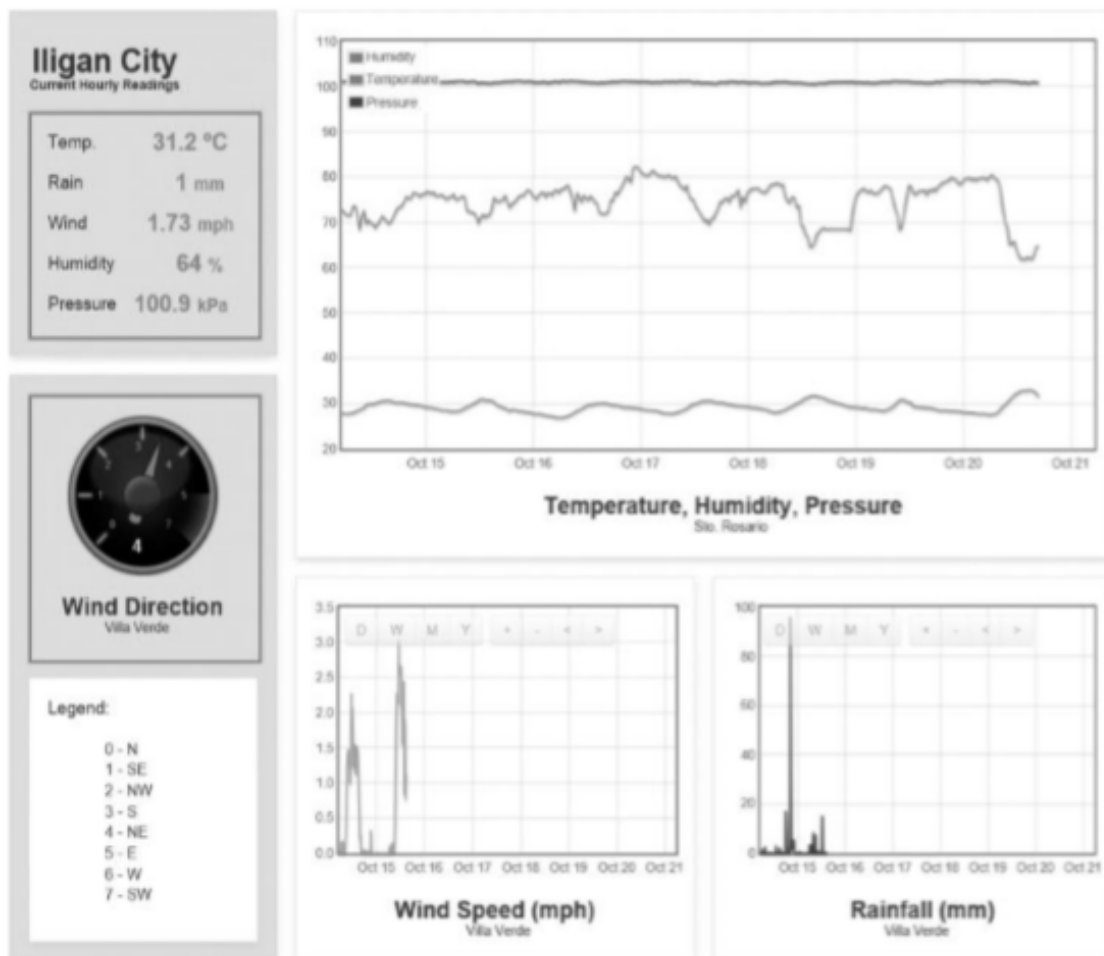 Iligan City
Current Hourly Readings
Temp. 31.2 ºC
Rain 1 mm
Wind 1.73 mph
Humidity 64 %
Pressure 100.9 kPa
4
Wind Direction
Villa Verde
Legend:
0 - N
1 - SE
2 - NW
3 - S
4 - NE
5 - E
6 - W
7 - SW
110
100
90
80
70
60
50
40
30
20
Humidity
Temperature
Pressure
Oct 15 Oct 16 Oct 17 Oct 18 Oct 19 Oct 20 Oct 21
Temperature, Humidity, Pressure
Sto. Rosario
3.5
3.0
2.5
2.0
1.5
1.0
0.5
0.0
D W M Y + - < >
Oct 15 Oct 16 Oct 17 Oct 18 Oct 19 Oct 20 Oct 21
Wind Speed (mph)
Villa Verde
100
80
60
40
20
0
D W M Y + - < >
Oct 15 Oct 16 Oct 17 Oct 18 Oct 19 Oct 20 Oct 21
Rainfall (mm)
Villa Verde